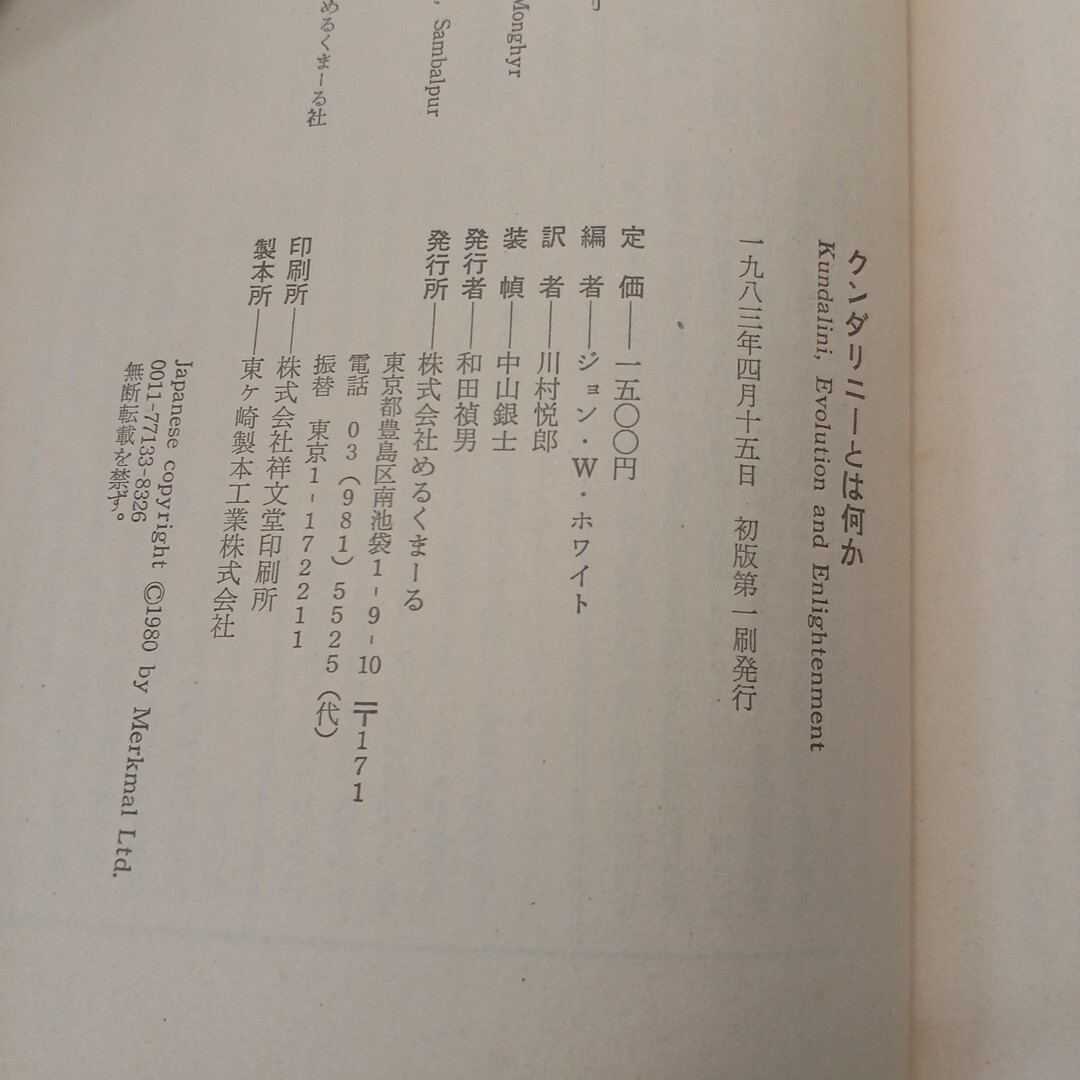 クンダリニーとは何か
Kundalini, Evolution and Enlightenment
一九八三年四月十五日 初版第一刷発行
定価――一五〇〇円
編者――ジョン・W・ホワイト
訳者――川村悦郎
装幀――中山銀士
発行者――和田禎男
発行所――株式会社めるくまーる
東京都豊島区南池袋1-9-10 〒171
電話 03(981)5525(代)
振替 東京1-172211
印刷所――株式会社祥文堂印刷所
製本所――東ヶ崎製本工業株式会社
Japanese copyright ©1980 by Merkmal Ltd.
0011-77133-8326
無断転載を禁ず。
Monghyr
, Sambalpur
めるくまーる社